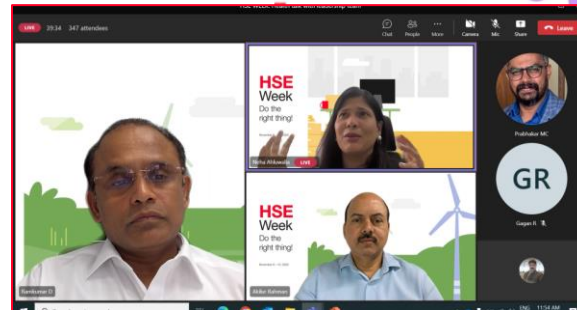 HSE WEEK: Health talk with leadership team
LIVE 39:34 347 attendees
Chat People More Camera Mic Share Leave
HSE
Week
Do the
right thing!
Neha Ahluwalia LIVE
Prabhakar MC
GR
Gagan R
HSE
Week
Do the
right thing!
Ramkumar D
Rahman
ENG 11:54 AM